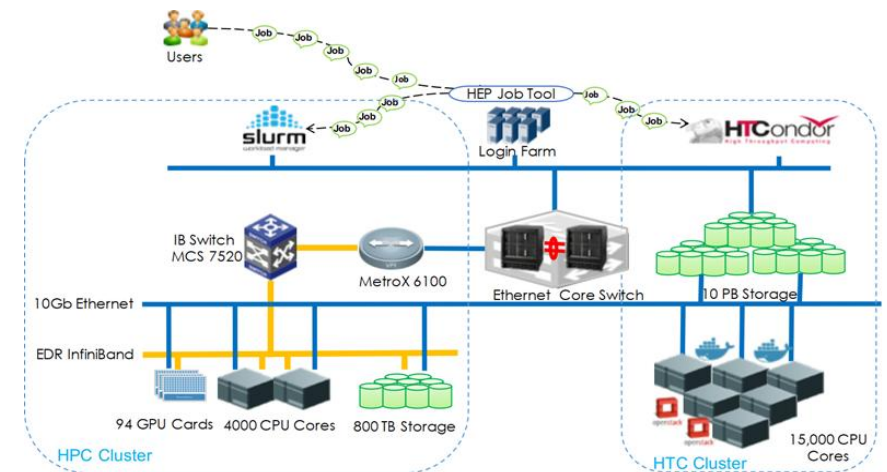 Users
Job
Job
Job
Job
Job
HEP Job Tool
Job
Job
Job
Job
Job
Job
slurm
workload manager
Login Farm
HTCondor
High Throughput Computing
IB Switch
MCS 7520
MetroX 6100
Ethernet Core Switch
10 PB Storage
10Gb Ethernet
EDR InfiniBand
94 GPU Cards
4000 CPU Cores
800 TB Storage
openstack
openstack
15,000 CPU
Cores
HPC Cluster
HTC Cluster